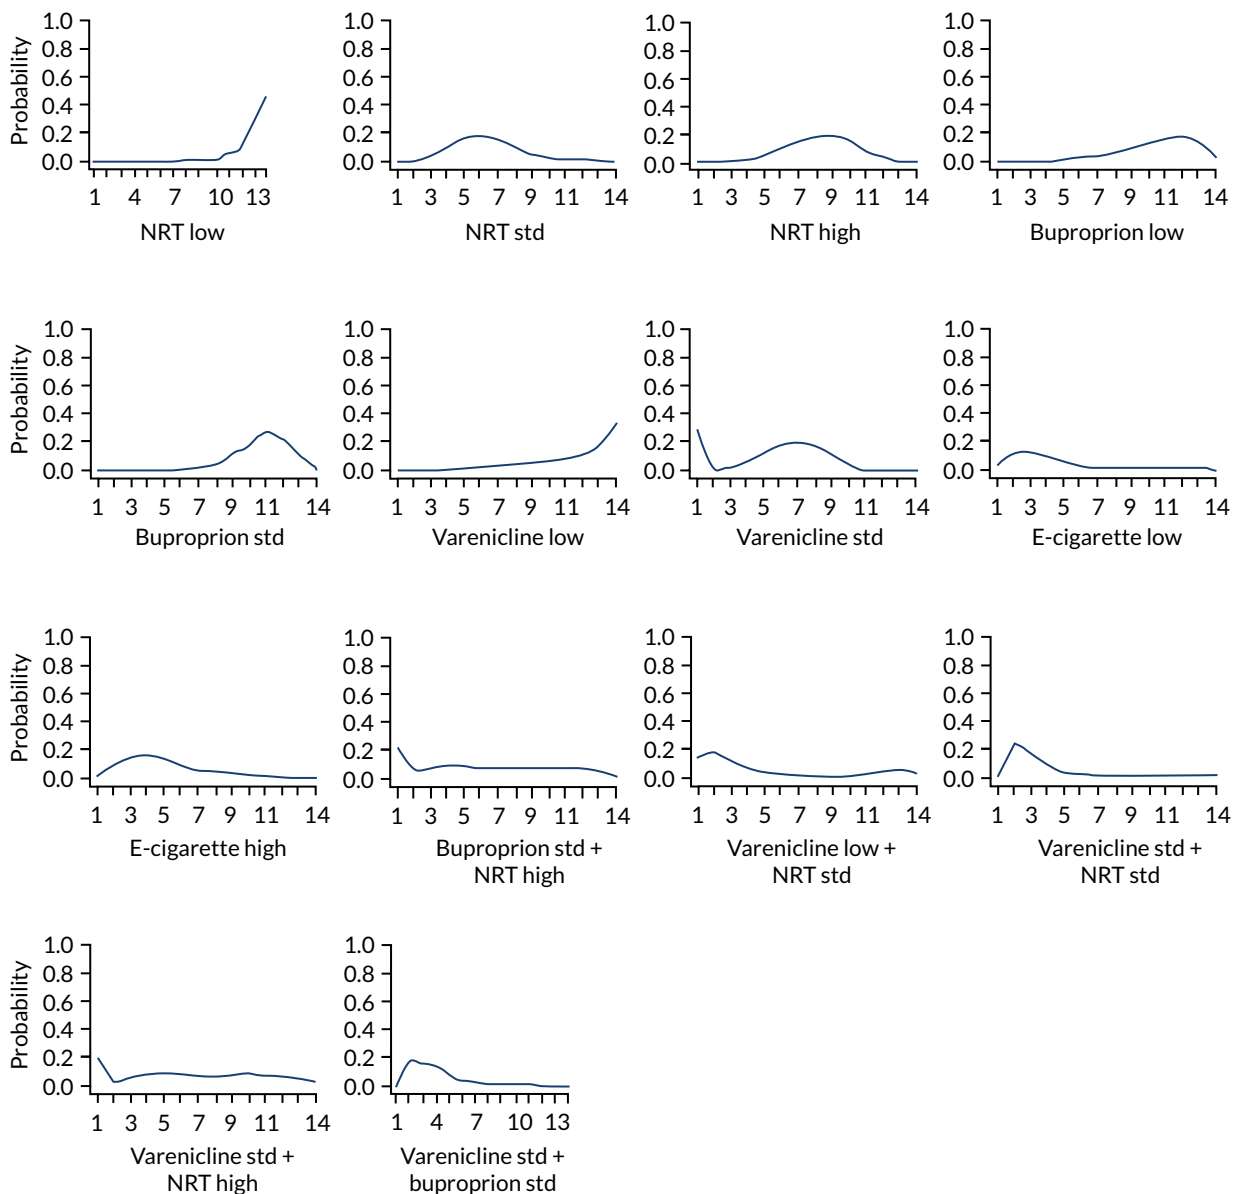 1.0 1.0 1.0 1.0
0.8 0.8 0.8 0.8
0.6 0.6 0.6 0.6
0.4 0.4 0.4 0.4
0.2 0.2 0.2 0.2
0.0 0.0 0.0 0.0
Probability
1 4 7 10 13 1 3 5 7 9 11 14 1 3 5 7 9 11 14 1 3 5 7 9 11 14
NRT low NRT std NRT high Buproprion low
1.0 1.0 1.0 1.0
0.8 0.8 0.8 0.8
0.6 0.6 0.6 0.6
0.4 0.4 0.4 0.4
0.2 0.2 0.2 0.2
0.0 0.0 0.0 0.0
Probability
1 3 5 7 9 11 14 1 3 5 7 9 11 14 1 3 5 7 9 11 14 1 3 5 7 9 11 14
Buproprion std Varenicline low Varenicline std E-cigarette low
1.0 1.0 1.0 1.0
0.8 0.8 0.8 0.8
0.6 0.6 0.6 0.6
0.4 0.4 0.4 0.4
0.2 0.2 0.2 0.2
0.0 0.0 0.0 0.0
Probability
1 3 5 7 9 11 14 1 3 5 7 9 11 14 1 3 5 7 9 11 14 1 3 5 7 9 11 14
E-cigarette high Buproprion std + Varenicline low + Varenicline std +
NRT high NRT std NRT std
1.0 1.0
0.8 0.8
0.6 0.6
0.4 0.4
0.2 0.2
0.0 0.0
Probability
1 3 5 7 9 11 14 1 4 7 10 13
Varenicline std + Varenicline std +
NRT high buproprion std